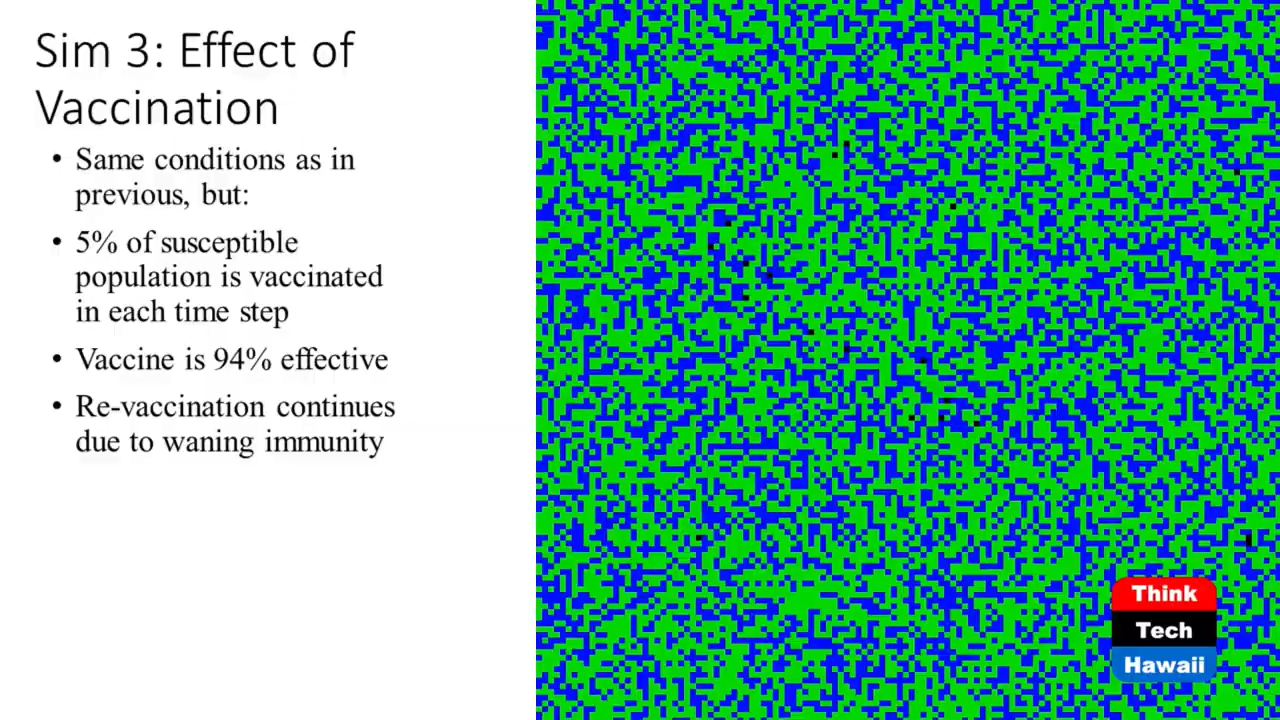 Sim 3: Effect of
Vaccination
• Same conditions as in
previous, but:
• 5% of susceptible
population is vaccinated
in each time step
• Vaccine is 94% effective
• Re-vaccination continues
due to waning immunity
Think
Tech
Hawaii